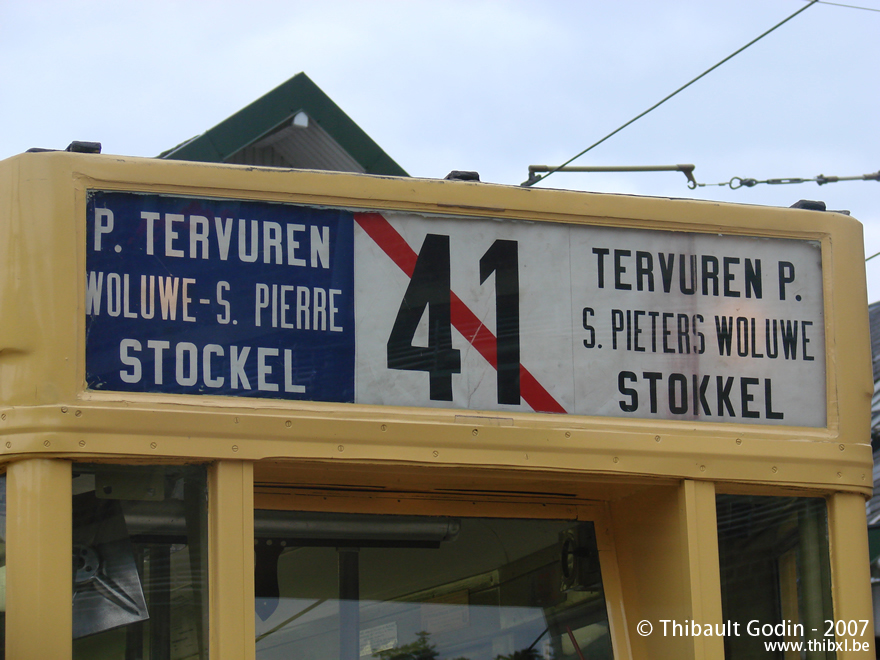 P. TERVUREN
WOLUWE-S. PIERRE
STOCKEL
41
TERVUREN P.
S. PIETERS WOLUWE
STOKKEL
© Thibault Godin - 2007
www.thibxl.be